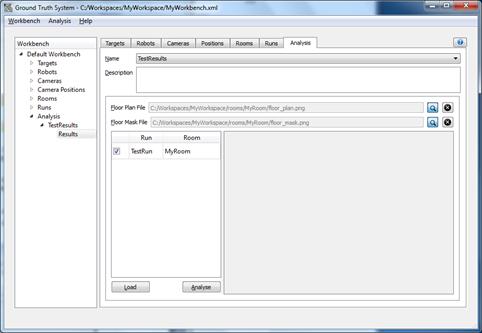 Ground Truth System - C:/Workspaces/MyWorkspace/MyWorkbench.xml
Workbench Analysis Help
Workbench
Default Workbench
Targets
Robots
Cameras
Camera Positions
Rooms
Runs
Analysis
TestResults
Results
Targets Robots Cameras Positions Rooms Runs Analysis
Name TestResults
Description
Floor Plan File C:/Workspaces/MyWorkspace/rooms/MyRoom/floor_plan.png
Floor Mask File C:/Workspaces/MyWorkspace/rooms/MyRoom/floor_mask.png
Run Room
TestRun MyRoom
Load Analyse